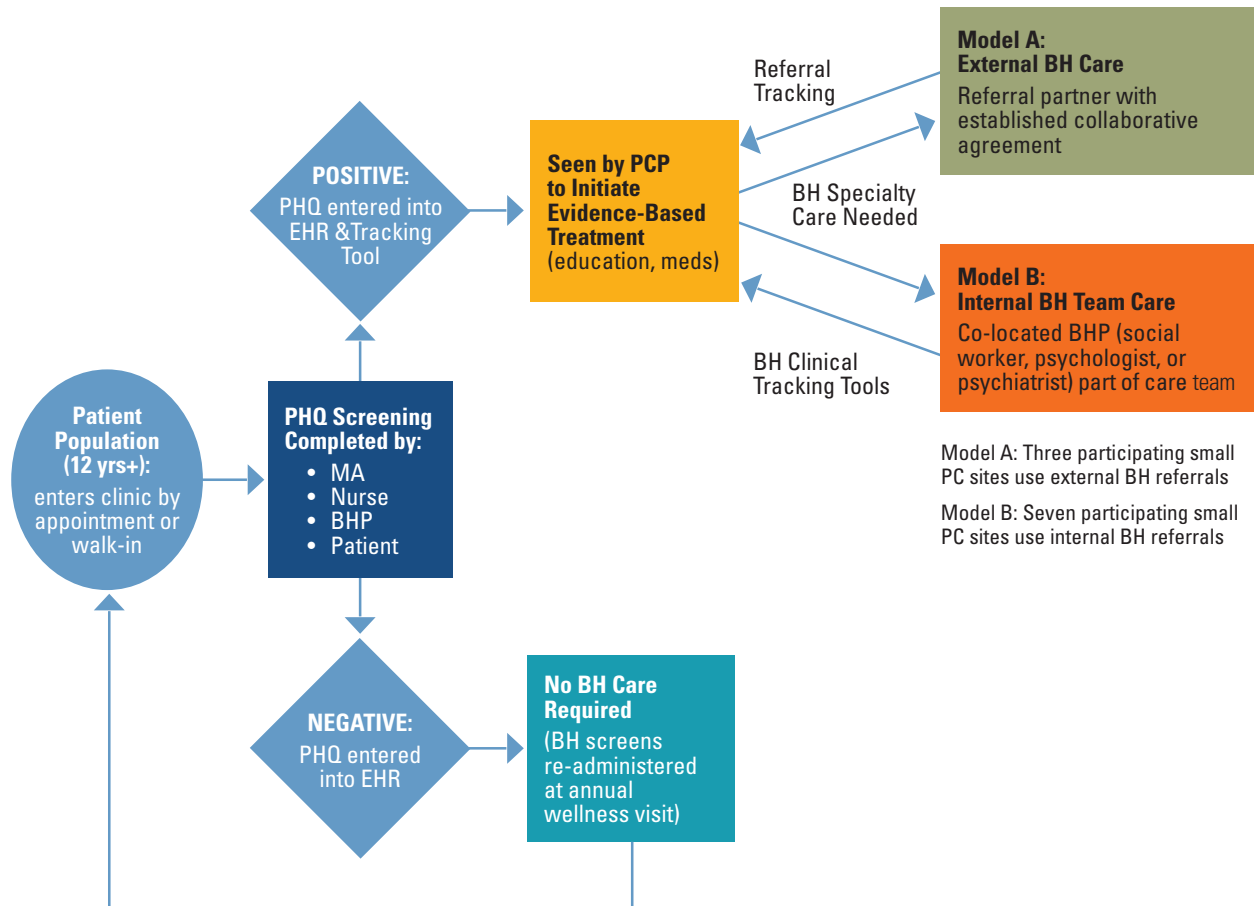 Patient
Population
(12 yrs+):
enters clinic by
appointment or
walk-in
PHQ Screening
Completed by:
• MA
• Nurse
• BHP
• Patient
POSITIVE:
PHQ entered into
EHR &Tracking
Tool
Seen by PCP
to Initiate
Evidence-Based
Treatment
(education, meds)
Referral
Tracking
BH Specialty
Care Needed
BH Clinical
Tracking Tools
Model A:
External BH Care
Referral partner with
established collaborative
agreement
Model B:
Internal BH Team Care
Co-located BHP (social
worker, psychologist, or
psychiatrist) part of care team
Model A: Three participating small
PC sites use external BH referrals
Model B: Seven participating small
PC sites use internal BH referrals
NEGATIVE:
PHQ entered
into EHR
No BH Care
Required
(BH screens
re-administered
at annual
wellness visit)